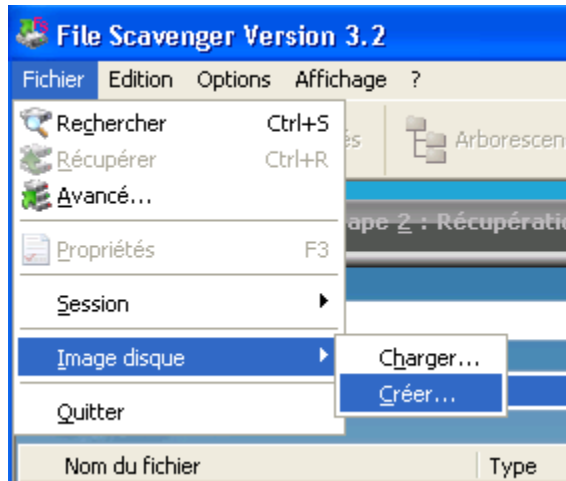 File Scavenger Version 3.2
Fichier Edition Options Affichage ?
Rechercher Ctrl+S
Récupérer Ctrl+R
Avancé...
Propriétés F3
Session
Image disque
Quitter
Charger...
Créer...
2 : 
Nom du fichier Type